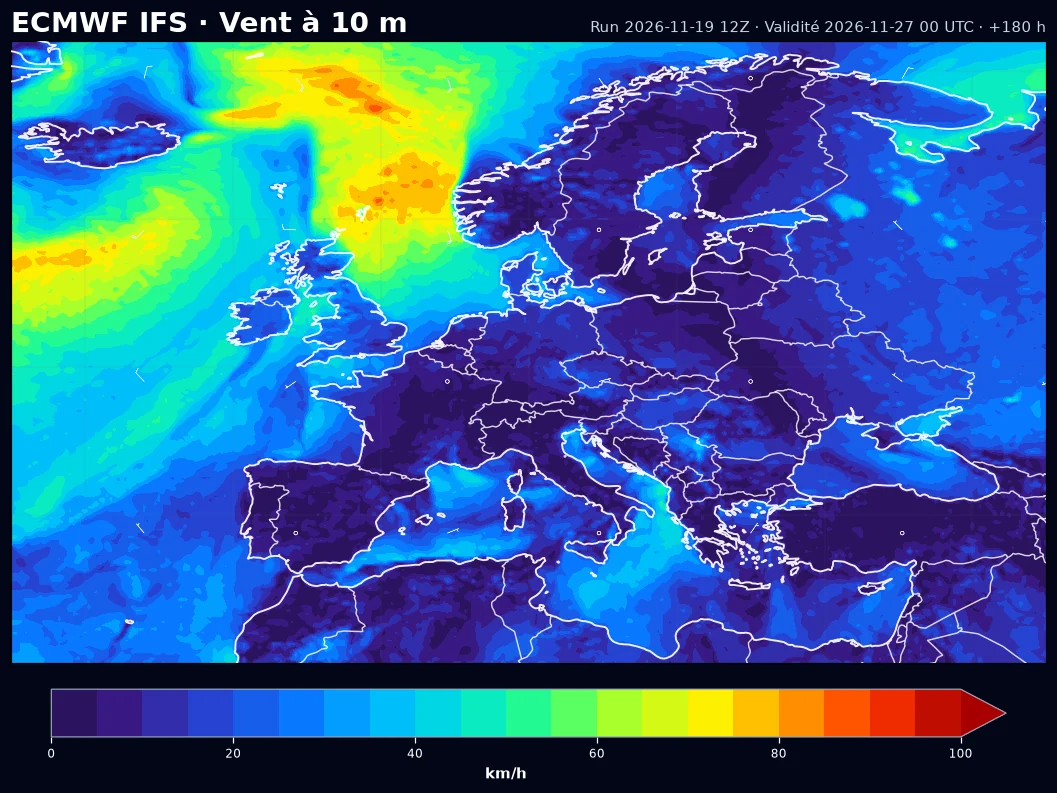 ECMWF IFS · Vent à 10 m
Run 2026-11-19 12Z · Validité 2026-11-27 00 UTC · +180 h
0 20 40 60 80 100
km/h